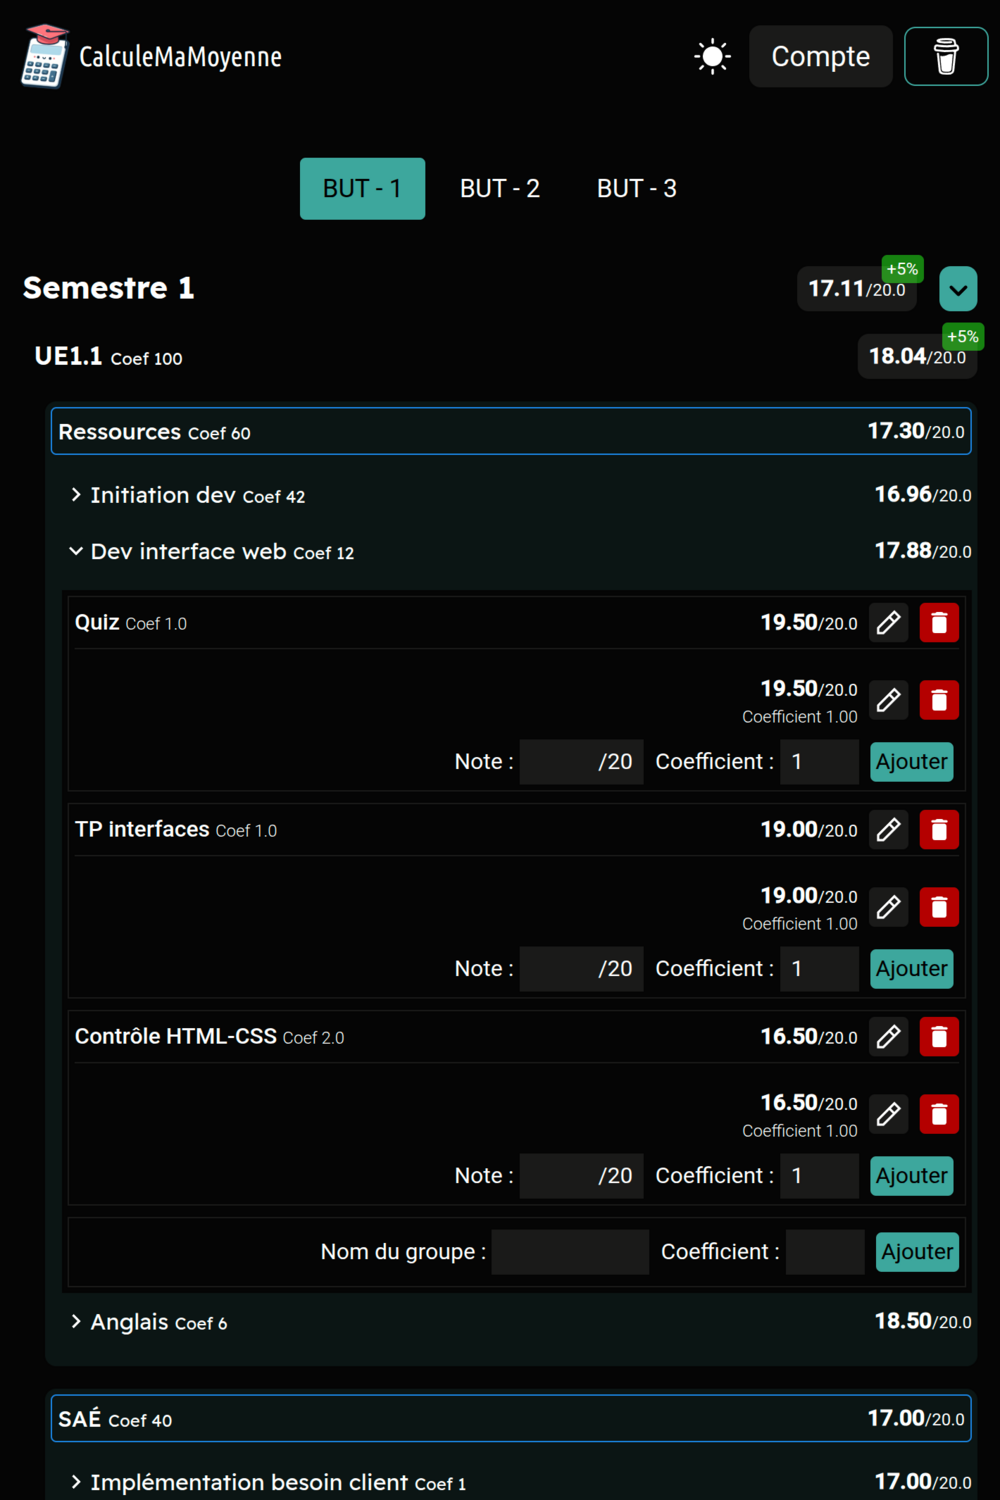 CalculeMaMoyenne
Compte
BUT - 1 BUT - 2 BUT - 3
Semestre 1 17.11/20.0 +5%
UE1.1 Coef 100 18.04/20.0 +5%
Ressources Coef 60 17.30/20.0
Initiation dev Coef 42 16.96/20.0
Dev interface web Coef 12 17.88/20.0
Quiz Coef 1.0 19.50/20.0
19.50/20.0
Coefficient 1.00
Note : /20 Coefficient : 1 Ajouter
TP interfaces Coef 1.0 19.00/20.0
19.00/20.0
Coefficient 1.00
Note : /20 Coefficient : 1 Ajouter
Contrôle HTML-CSS Coef 2.0 16.50/20.0
16.50/20.0
Coefficient 1.00
Note : /20 Coefficient : 1 Ajouter
Nom du groupe : Coefficient : Ajouter
Anglais Coef 6 18.50/20.0
SAÉ Coef 40 17.00/20.0
Implémentation besoin client Coef 1 17.00/20.0